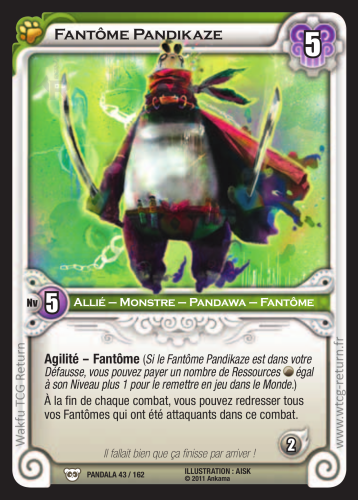 Fantôme Pandikaze
5
Nv 5 Allié – Monstre – Pandawa – Fantôme
Agilité – Fantôme (Si le Fantôme Pandikaze est dans votre
Défausse, vous pouvez payer un nombre de Ressources égal
à son Niveau plus 1 pour le remettre en jeu dans le Monde.)
À la fin de chaque combat, vous pouvez redresser tous
vos Fantômes qui ont été attaquants dans ce combat.
2
Il fallait bien que ça finisse par arriver !
PANDALA 43 / 162
ILLUSTRATION : AISK
© 2011 Ankama
Wakfu TCG Return
www.wtcg-return.fr